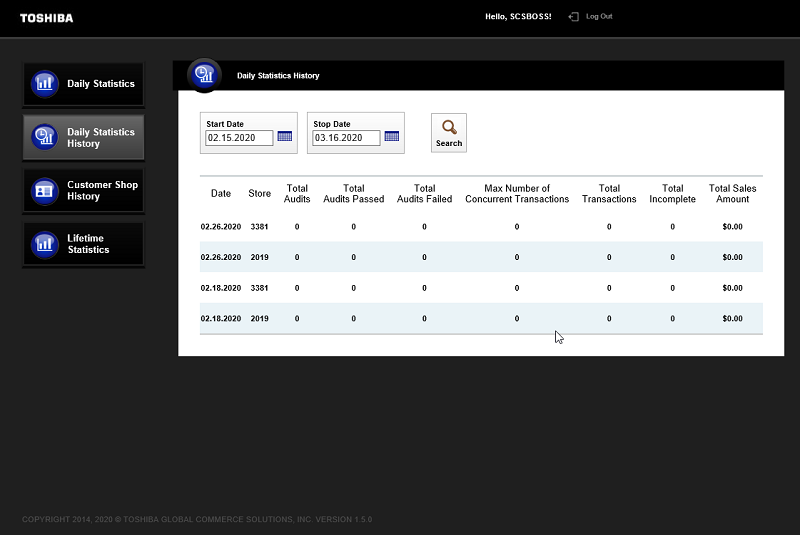 TOSHIBA
Hello, SCSBOSS!
Log Out
Daily Statistics
Daily Statistics
History
Customer Shop
History
Lifetime
Statistics
Daily Statistics History
Start Date
02.15.2020
Stop Date
03.16.2020
Search
Date Store Total Audits Total Audits Passed Total Audits Failed Max Number of Concurrent Transactions Total Transactions Total Incomplete Total Sales Amount
02.26.2020 3381 0 0 0 0 0 0 $0.00
02.26.2020 2019 0 0 0 0 0 0 $0.00
02.18.2020 3381 0 0 0 0 0 0 $0.00
02.18.2020 2019 0 0 0 0 0 0 $0.00
COPYRIGHT 2014, 2020 © TOSHIBA GLOBAL COMMERCE SOLUTIONS, INC. VERSION 1.5.0